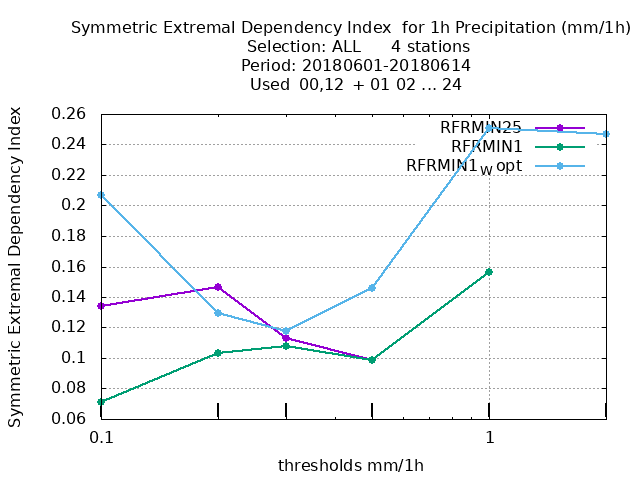 Symmetric Extremal Dependency Index  for 1h Precipitation (mm/1h)
Selection: ALL      4 stations
Period: 20180601-20180614
Used  00,12  + 01 02 ... 24
Symmetric Extremal Dependency Index
0.26
0.24
0.22
0.2
0.18
0.16
0.14
0.12
0.1
0.08
0.06
RFRMIN25
RFRMIN1
RFRMIN1W opt
0.1
1
thresholds mm/1h